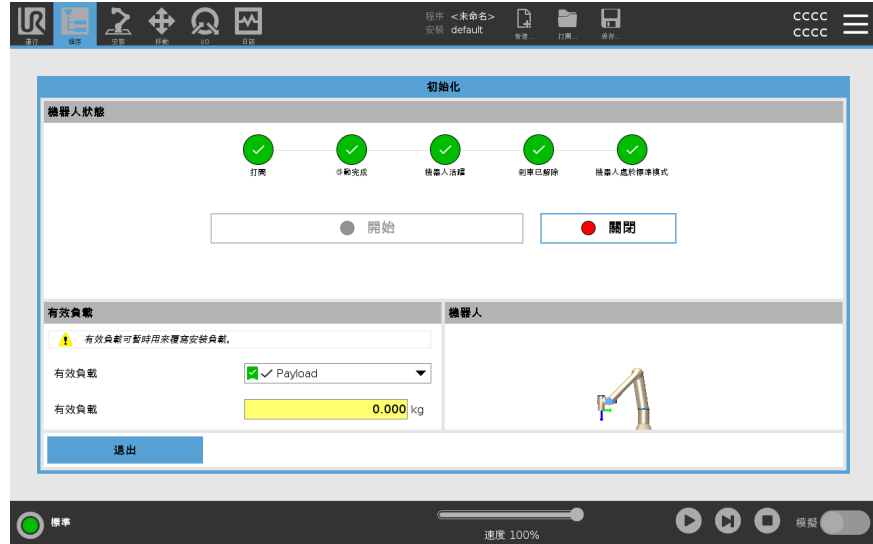 UR
運行 程序 安裝 移動 I/O 日誌
程序 <未命名>
安裝 default
新建... 打開... 保存...
cccc
cccc
初始化
機器人狀態
打開 啓動完成 機器人活躍 剎車已解除 機器人處於標準模式
開始 關閉
有效負載 機器人
有效負載可暫時用來覆寫安裝負載。
有效負載 Payload
有效負載 0.000 kg
退出
標準
速度 100%
模擬